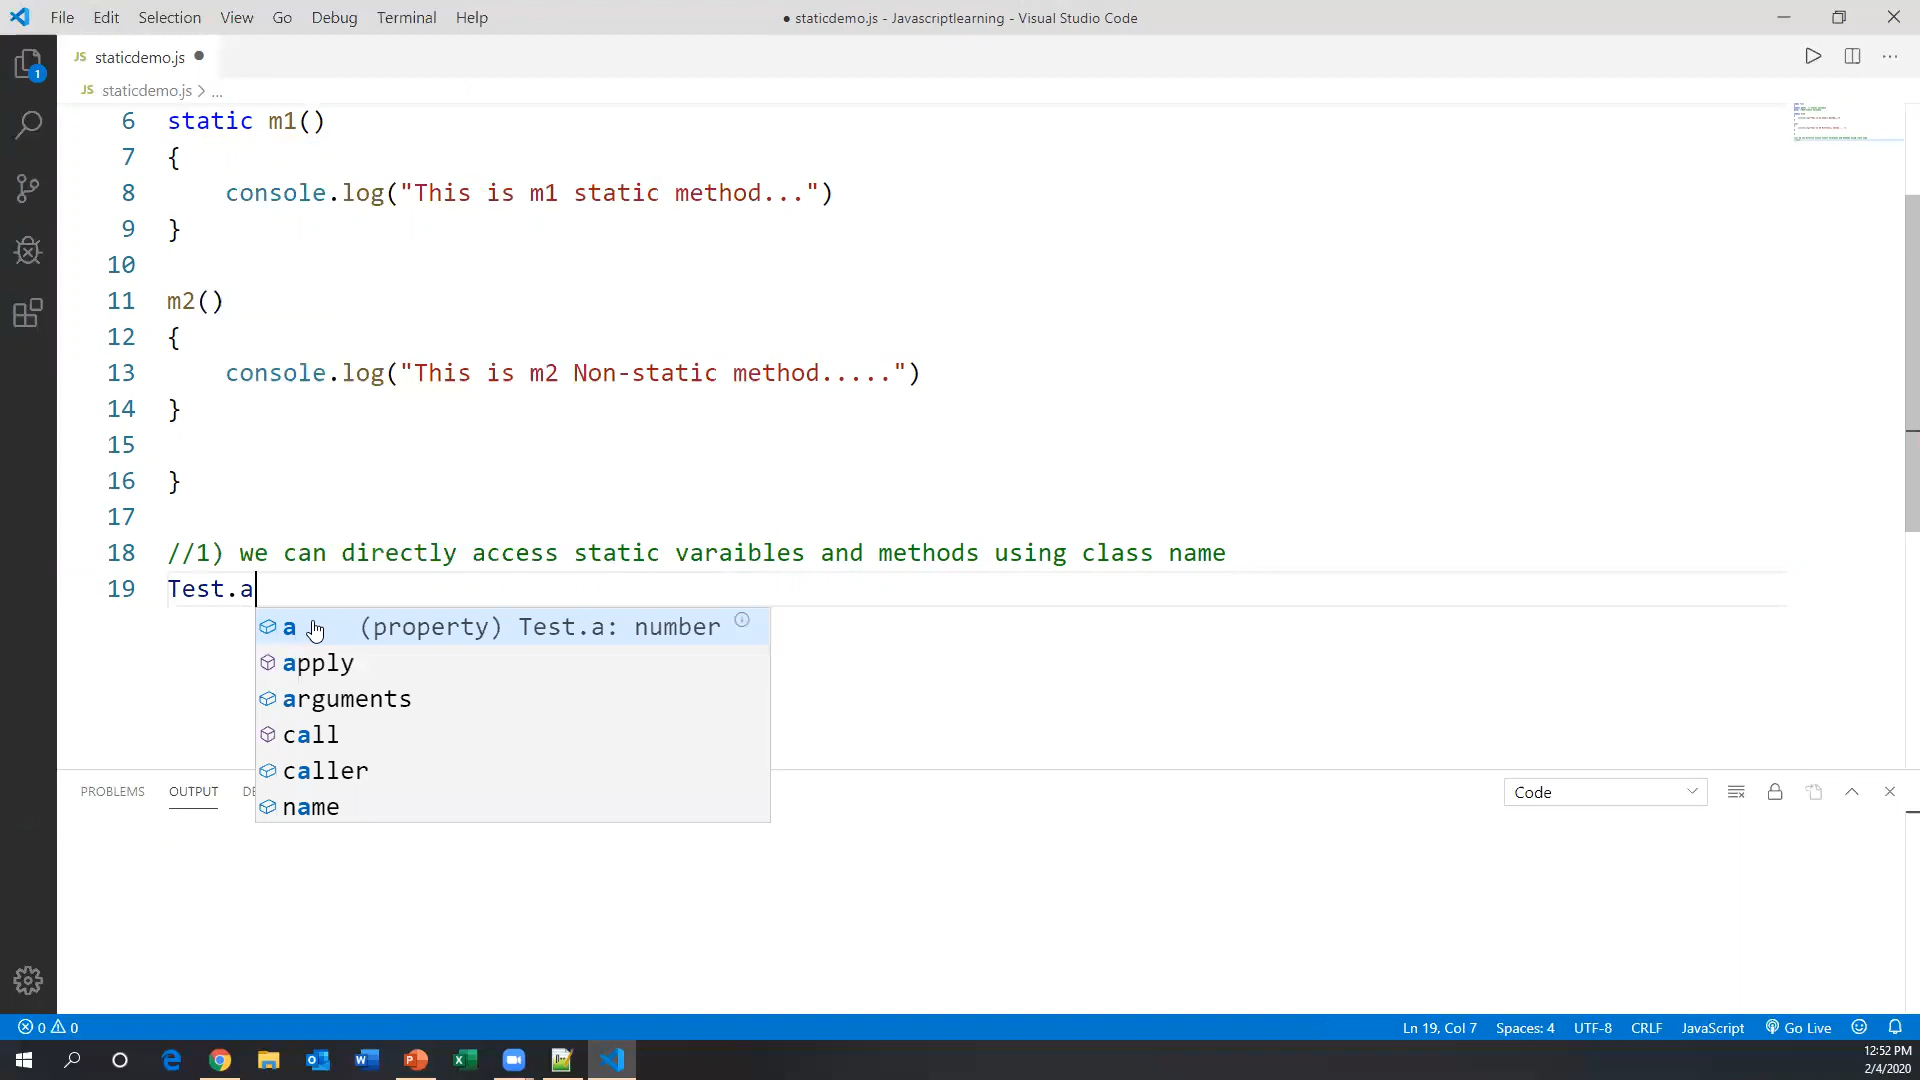 File Edit Selection View Go Debug Terminal Help
● staticdemo.js - Javascriptlearning - Visual Studio Code
JS staticdemo.js ●
JS staticdemo.js > ...
6 static m1()
7 {
8 console.log("This is m1 static method...")
9 }
10
11 m2()
12 {
13 console.log("This is m2 Non-static method.....")
14 }
15
16 }
17
18 //1) we can directly access static varaibles and methods using class name
19 Test.a
a (property) Test.a: number
apply
arguments
call
caller
name
PROBLEMS OUTPUT DE
Code
1
0 0
Ln 19, Col 7 Spaces: 4 UTF-8 CRLF JavaScript Go Live
12:52 PM
2/4/2020